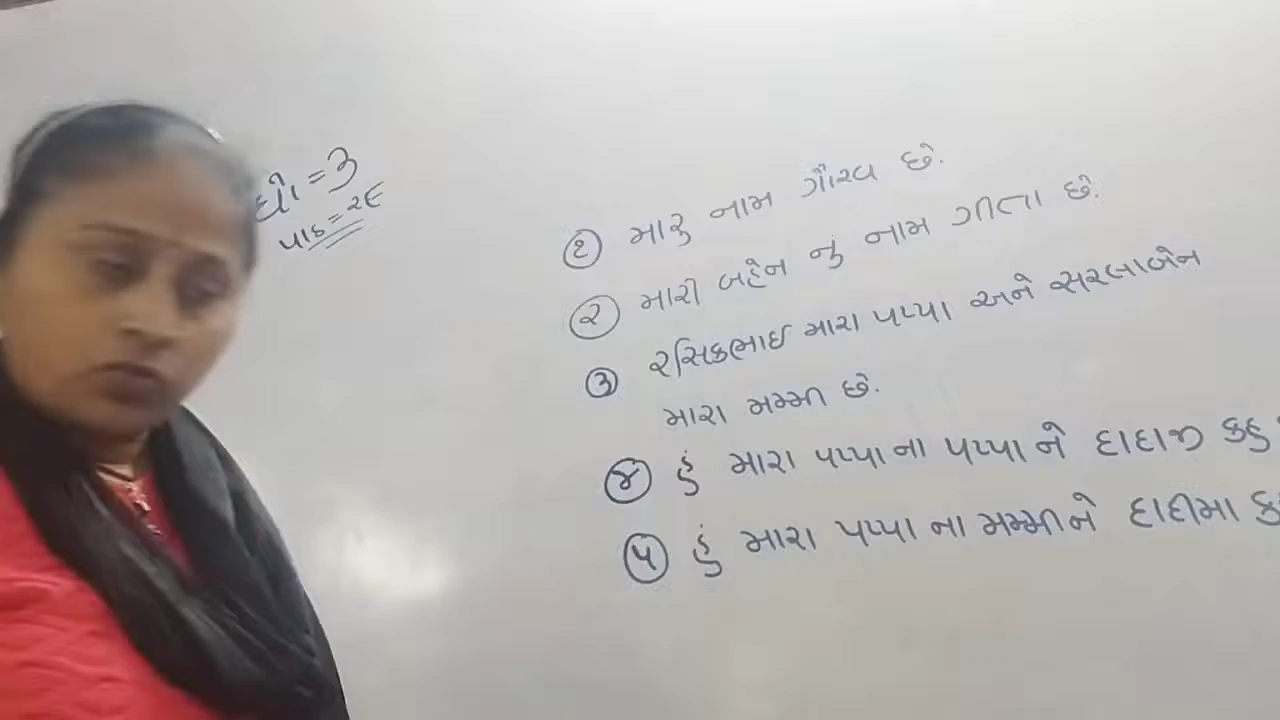 ધો = ૩
પાઠ = ૨૯
૧ મારુ નામ ગૌરવ છે.
૨ મારી બહેન નું નામ ગીતા છે.
૩ રસિકભાઈ મારા પપ્પા અને સરલાબેન
મારા મમ્મી છે.
૪ હું મારા પપ્પા ના પપ્પા ને દાદાજી કહુ
૫ હું મારા પપ્પા ના મમ્મીને દાદીમા